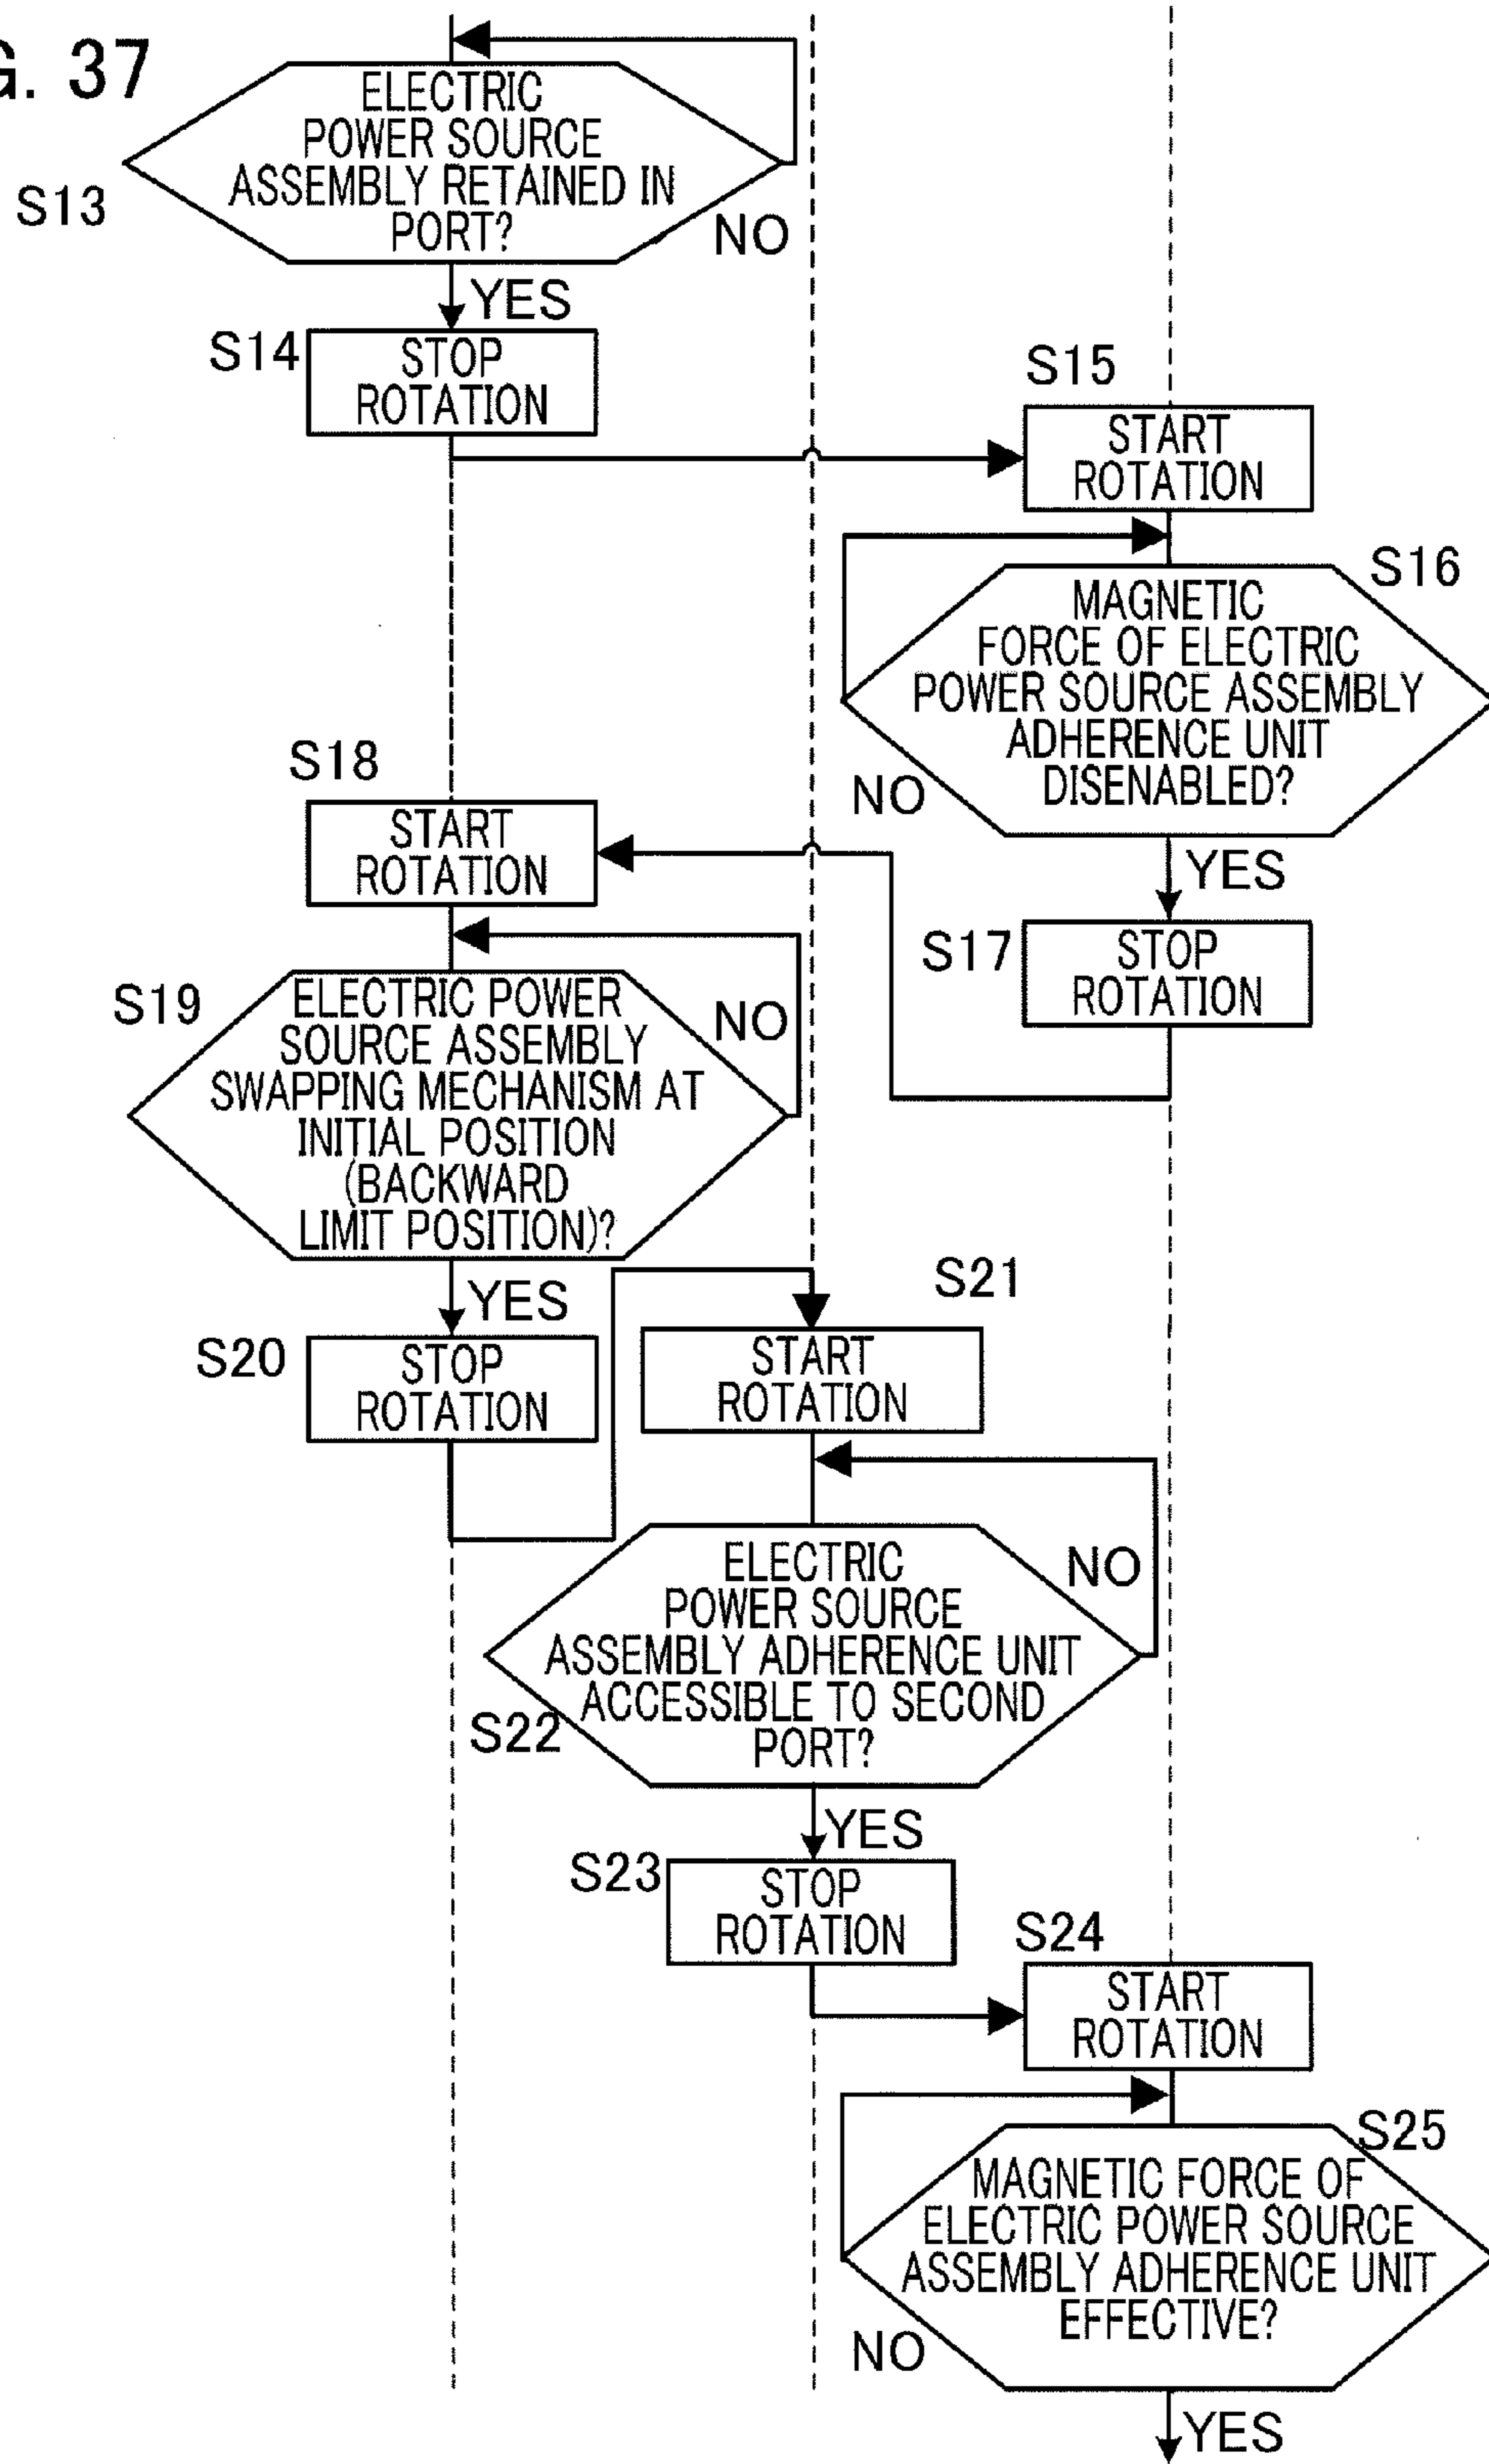 G. 37
ELECTRIC
POWER SOURCE
ASSEMBLY RETAINED IN
PORT?
S13
NO
YES
S14
STOP
ROTATION
S15
START
ROTATION
S16
MAGNETIC
FORCE OF ELECTRIC
POWER SOURCE ASSEMBLY
ADHERENCE UNIT
DISENABLED?
NO
YES
S17
STOP
ROTATION
S18
START
ROTATION
S19
ELECTRIC POWER
SOURCE ASSEMBLY
SWAPPING MECHANISM AT
INITIAL POSITION
(BACKWARD
LIMIT POSITION)?
NO
YES
S20
STOP
ROTATION
S21
START
ROTATION
ELECTRIC
POWER SOURCE
ASSEMBLY ADHERENCE UNIT
ACCESSIBLE TO SECOND
PORT?
NO
S22
YES
S23
STOP
ROTATION
S24
START
ROTATION
S25
MAGNETIC FORCE OF
ELECTRIC POWER SOURCE
ASSEMBLY ADHERENCE UNIT
EFFECTIVE?
NO
YES